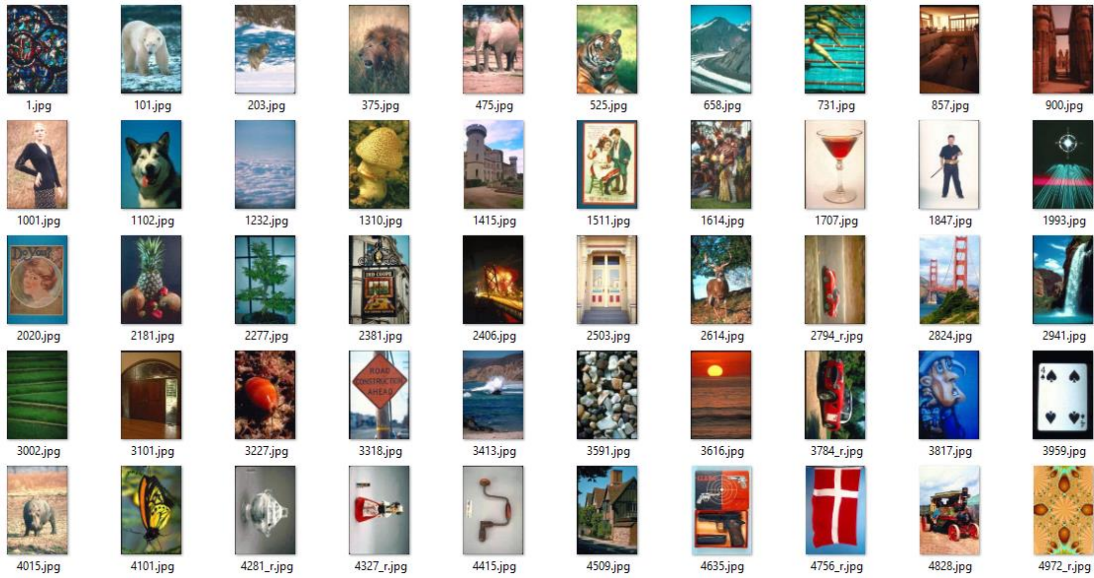 1.jpg 101.jpg 203.jpg 375.jpg 475.jpg 525.jpg 658.jpg 731.jpg 857.jpg 900.jpg
1001.jpg 1102.jpg 1232.jpg 1310.jpg 1415.jpg 1511.jpg 1614.jpg 1707.jpg 1847.jpg 1993.jpg
2020.jpg 2181.jpg 2277.jpg 2381.jpg 2406.jpg 2503.jpg 2614.jpg 2794_r.jpg 2824.jpg 2941.jpg
ROAD
CONSTRUCTION
AHEAD
4
3002.jpg 3101.jpg 3227.jpg 3318.jpg 3413.jpg 3591.jpg 3616.jpg 3784_r.jpg 3817.jpg 3959.jpg
4015.jpg 4101.jpg 4281_r.jpg 4327_r.jpg 4415.jpg 4509.jpg 4635.jpg 4756_r.jpg 4828.jpg 4972_r.jpg